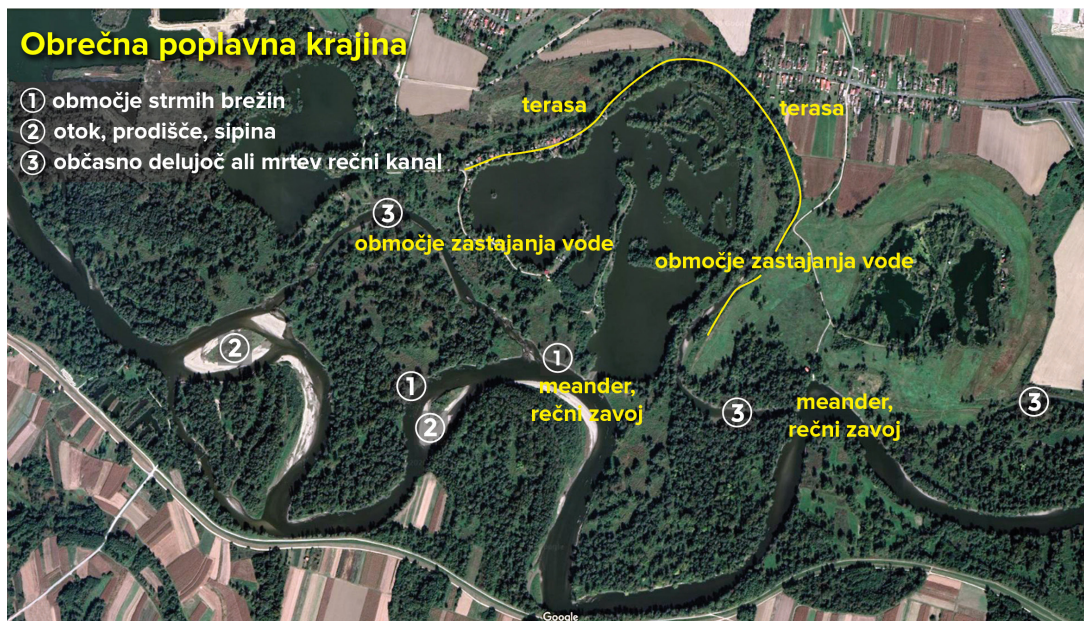 Obrečna poplavna krajina
1 območje strmih brežin
2 otok, prodišče, sipina
3 občasno delujoč ali mrtev rečni kanal
terasa
terasa
3
območje zastajanja vode
območje zastajanja vode
2
1
1
meander,
rečni zavoj
2
3
meander,
rečni zavoj
3
Google